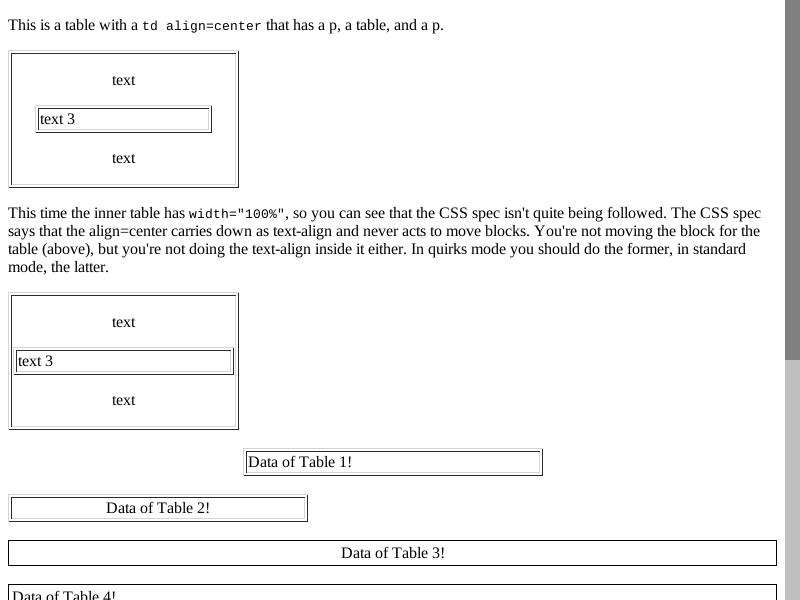 This is a table with a td align=center that has a p, a table, and a p.
text
text 3
text
This time the inner table has width="100%", so you can see that the CSS spec isn't quite being followed. The CSS spec
says that the align=center carries down as text-align and never acts to move blocks. You're not moving the block for the
table (above), but you're not doing the text-align inside it either. In quirks mode you should do the former, in standard
mode, the latter.
text
text 3
text
Data of Table 1!
Data of Table 2!
Data of Table 3!
Data of Table 4!